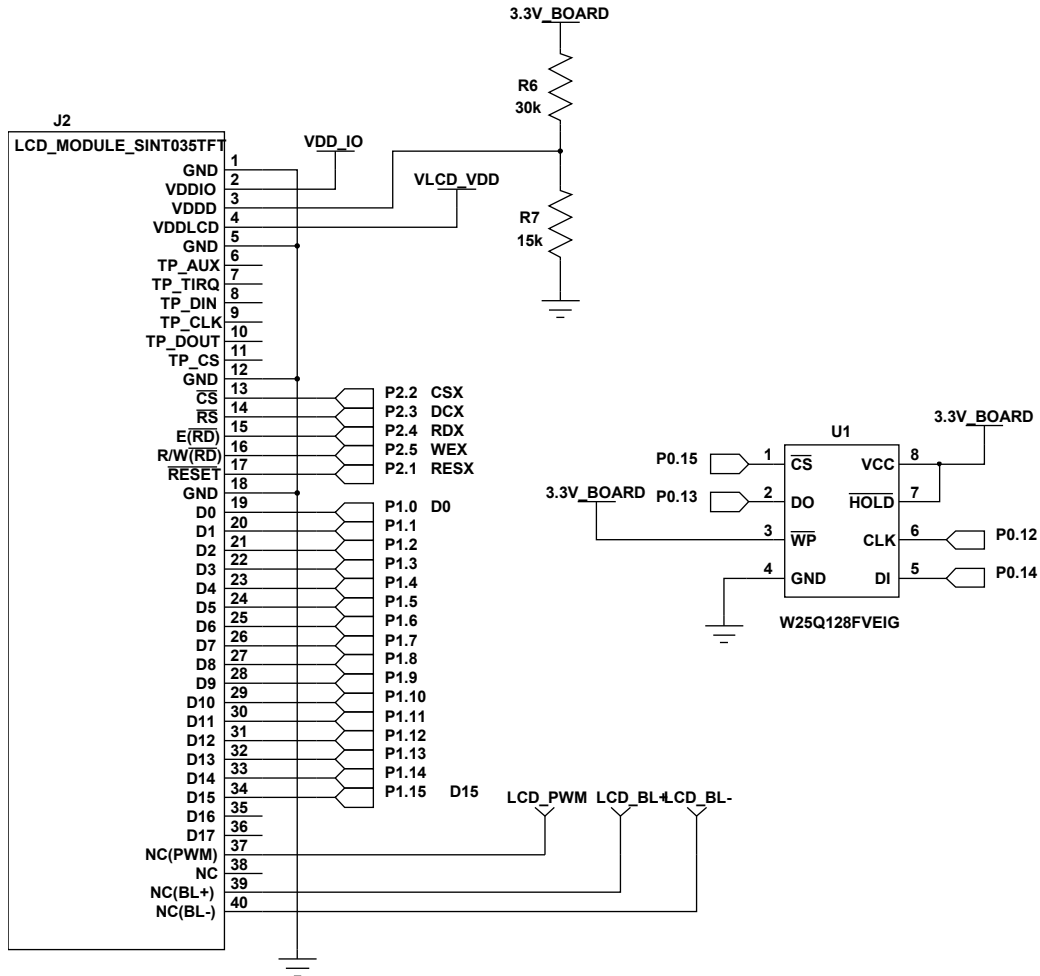 3.3V_BOARD
R6
30k
J2
LCD_MODULE_SINT035TFT
VDD_IO
VLCD_VDD
R7
15k
GND 1
VDDIO 2
VDDD 3
VDDLCD 4
GND 5
TP_AUX 6
TP_TIRQ 7
TP_DIN 8
TP_CLK 9
TP_DOUT 10
TP_CS 11
GND 12
CS 13 P2.2 CSX
RS 14 P2.3 DCX
E(RD) 15 P2.4 RDX
R/W(RD) 16 P2.5 WEX
RESET 17 P2.1 RESX
GND 18
D0 19 P1.0 D0
D1 20 P1.1
D2 21 P1.2
D3 22 P1.3
D4 23 P1.4
D5 24 P1.5
D6 25 P1.6
D7 26 P1.7
D8 27 P1.8
D9 28 P1.9
D10 29 P1.10
D11 30 P1.11
D12 31 P1.12
D13 32 P1.13
D14 33 P1.14
D15 34 P1.15 D15
D16 35
D17 36
NC(PWM) 37
NC 38
NC(BL+) 39
NC(BL-) 40
LCD_PWM LCD_BL+ LCD_BL-
3.3V_BOARD
U1
P0.15 1 CS VCC 8
3.3V_BOARD P0.13 2 DO HOLD 7
3 WP CLK 6 P0.12
4 GND DI 5 P0.14
W25Q128FVEIG